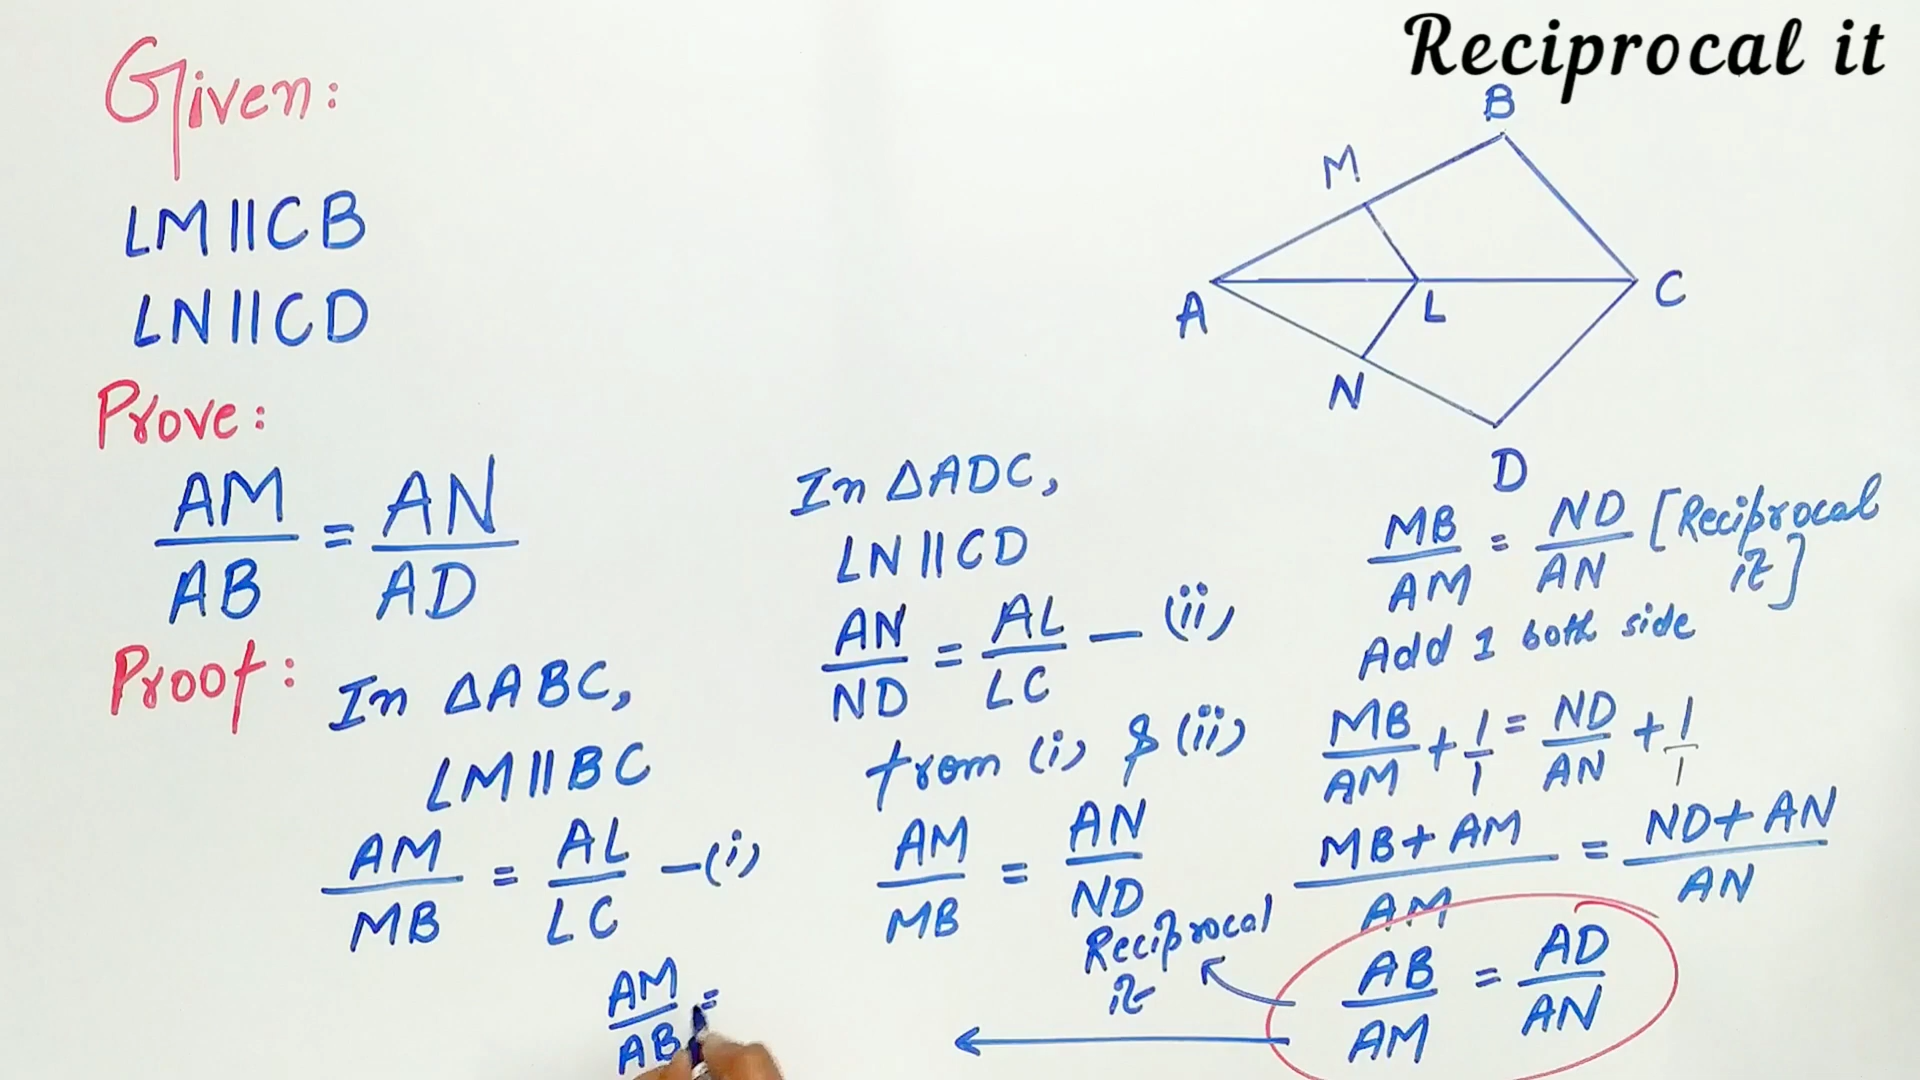 Reciprocal it
Given:
LM||CB
LN||CD
Prove:
AM/AB = AN/AD
Proof:
In △ABC,
LM||BC
AM/MB = AL/LC —(i)
In △ADC,
LN||CD
AN/ND = AL/LC —(ii)
from (i) & (ii)
AM/MB = AN/ND
B
M
A
L
C
N
D
MB/AM = ND/AN [Reciprocal
it]
Add 1 both side
MB/AM + 1/1 = ND/AN + 1/1
MB+AM/AM = ND+AN/AN
AB/AM = AD/AN
Reciprocal
it
AM/AB =